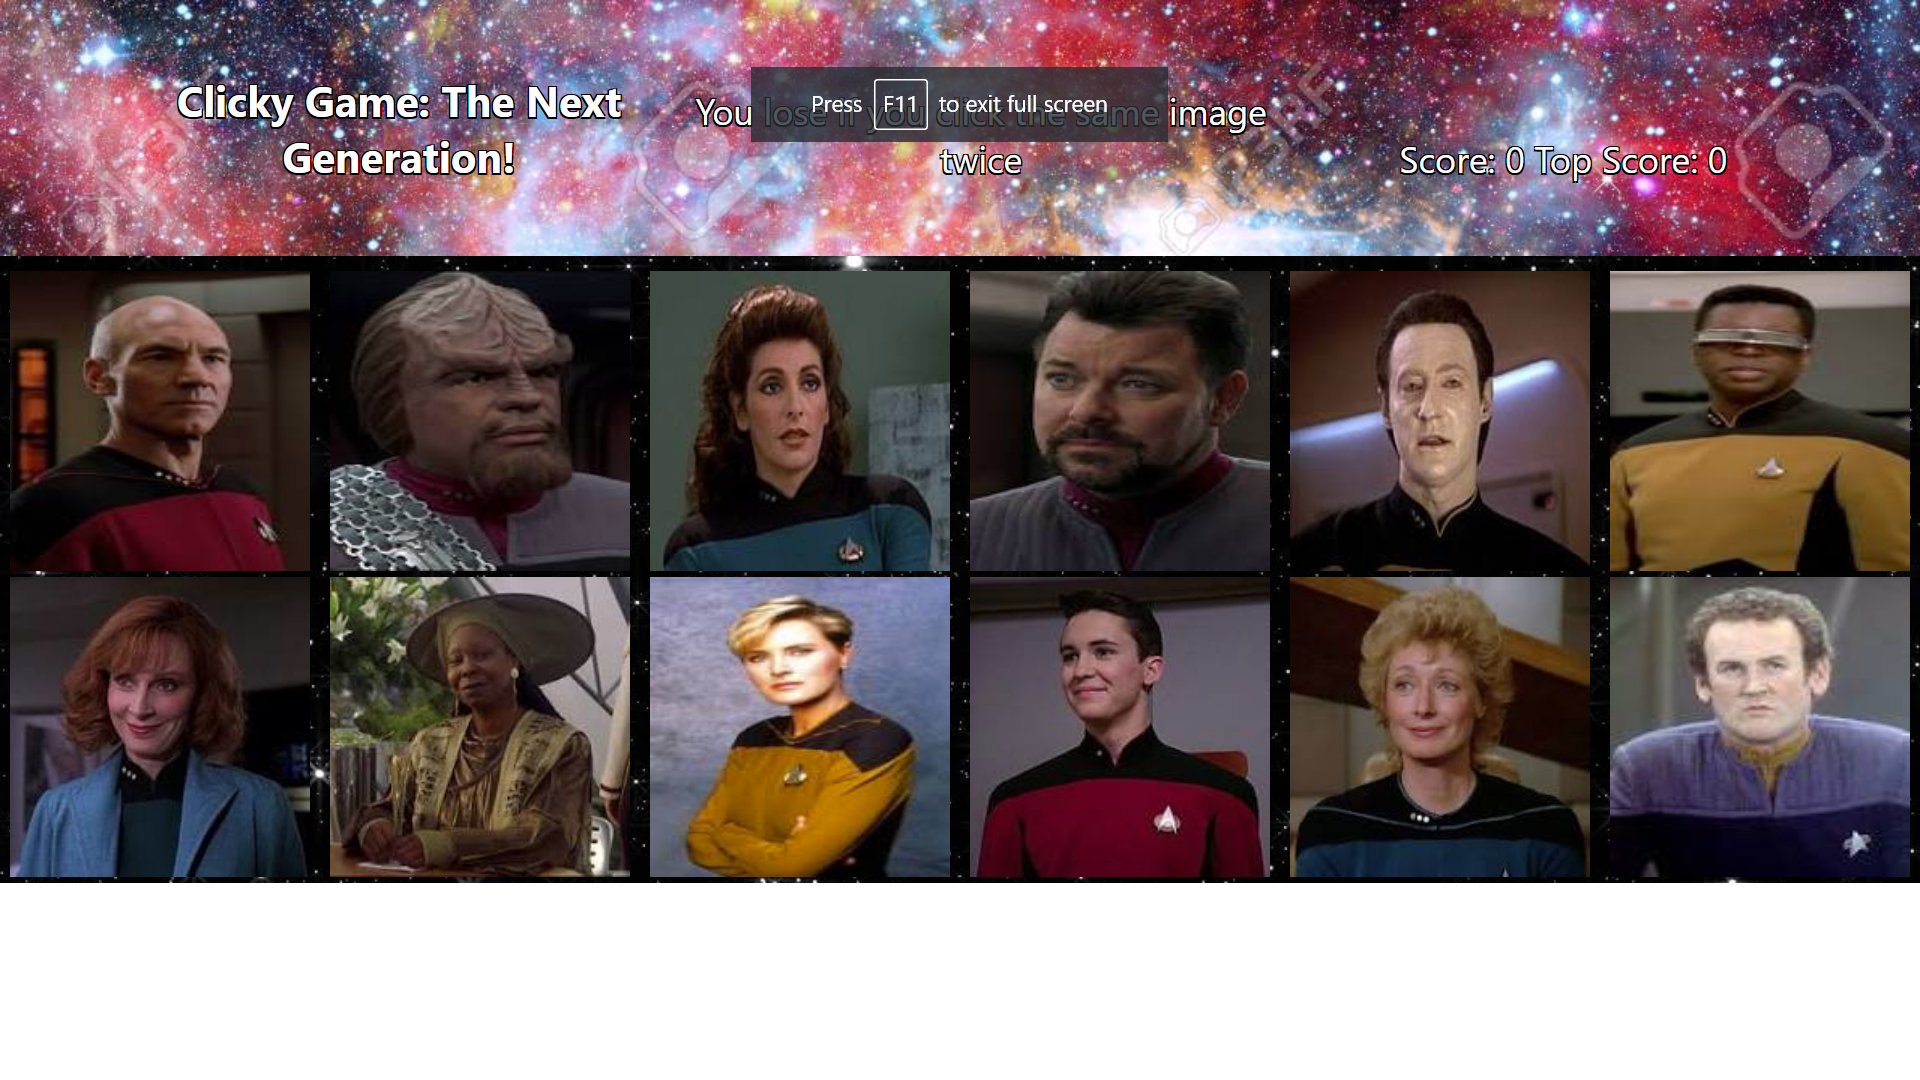 Clicky Game: The Next
Generation!
You lose if you click the same image
twice
Press F11 to exit full screen
Score: 0 Top Score: 0